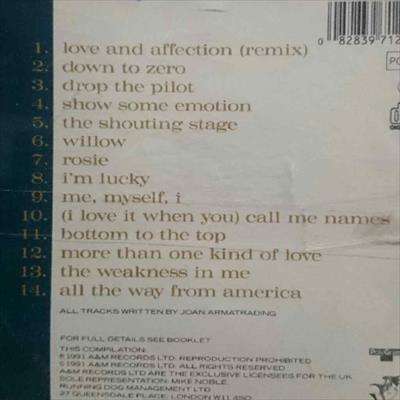 1. love and affection (remix)
2. down to zero
3. drop the pilot
4. show some emotion
5. the shouting stage
6. willow
7. rosie
8. i'm lucky
9. me, myself, i
10. (i love it when you) call me names
11. bottom to the top
12. more than one kind of love
13. the weakness in me
14. all the way from america
ALL TRACKS WRITTEN BY JOAN ARMATRADING
FOR FULL DETAILS SEE BOOKLET
THIS COMPILATION:
℗1991 A&M RECORDS LTD. REPRODUCTION PROHIBITED
©1991 A&M RECORDS LTD. ALL RIGHTS RESERVED
A&M RECORDS LTD ARE THE EXCLUSIVE LICENSEES FOR THE UK
SOLE REPRESENTATION: MIKE NOBLE,
RUNNING DOG MANAGEMENT LTD
27 QUEENSDALE PLACE, LONDON W11 4SQ
0 82839 712